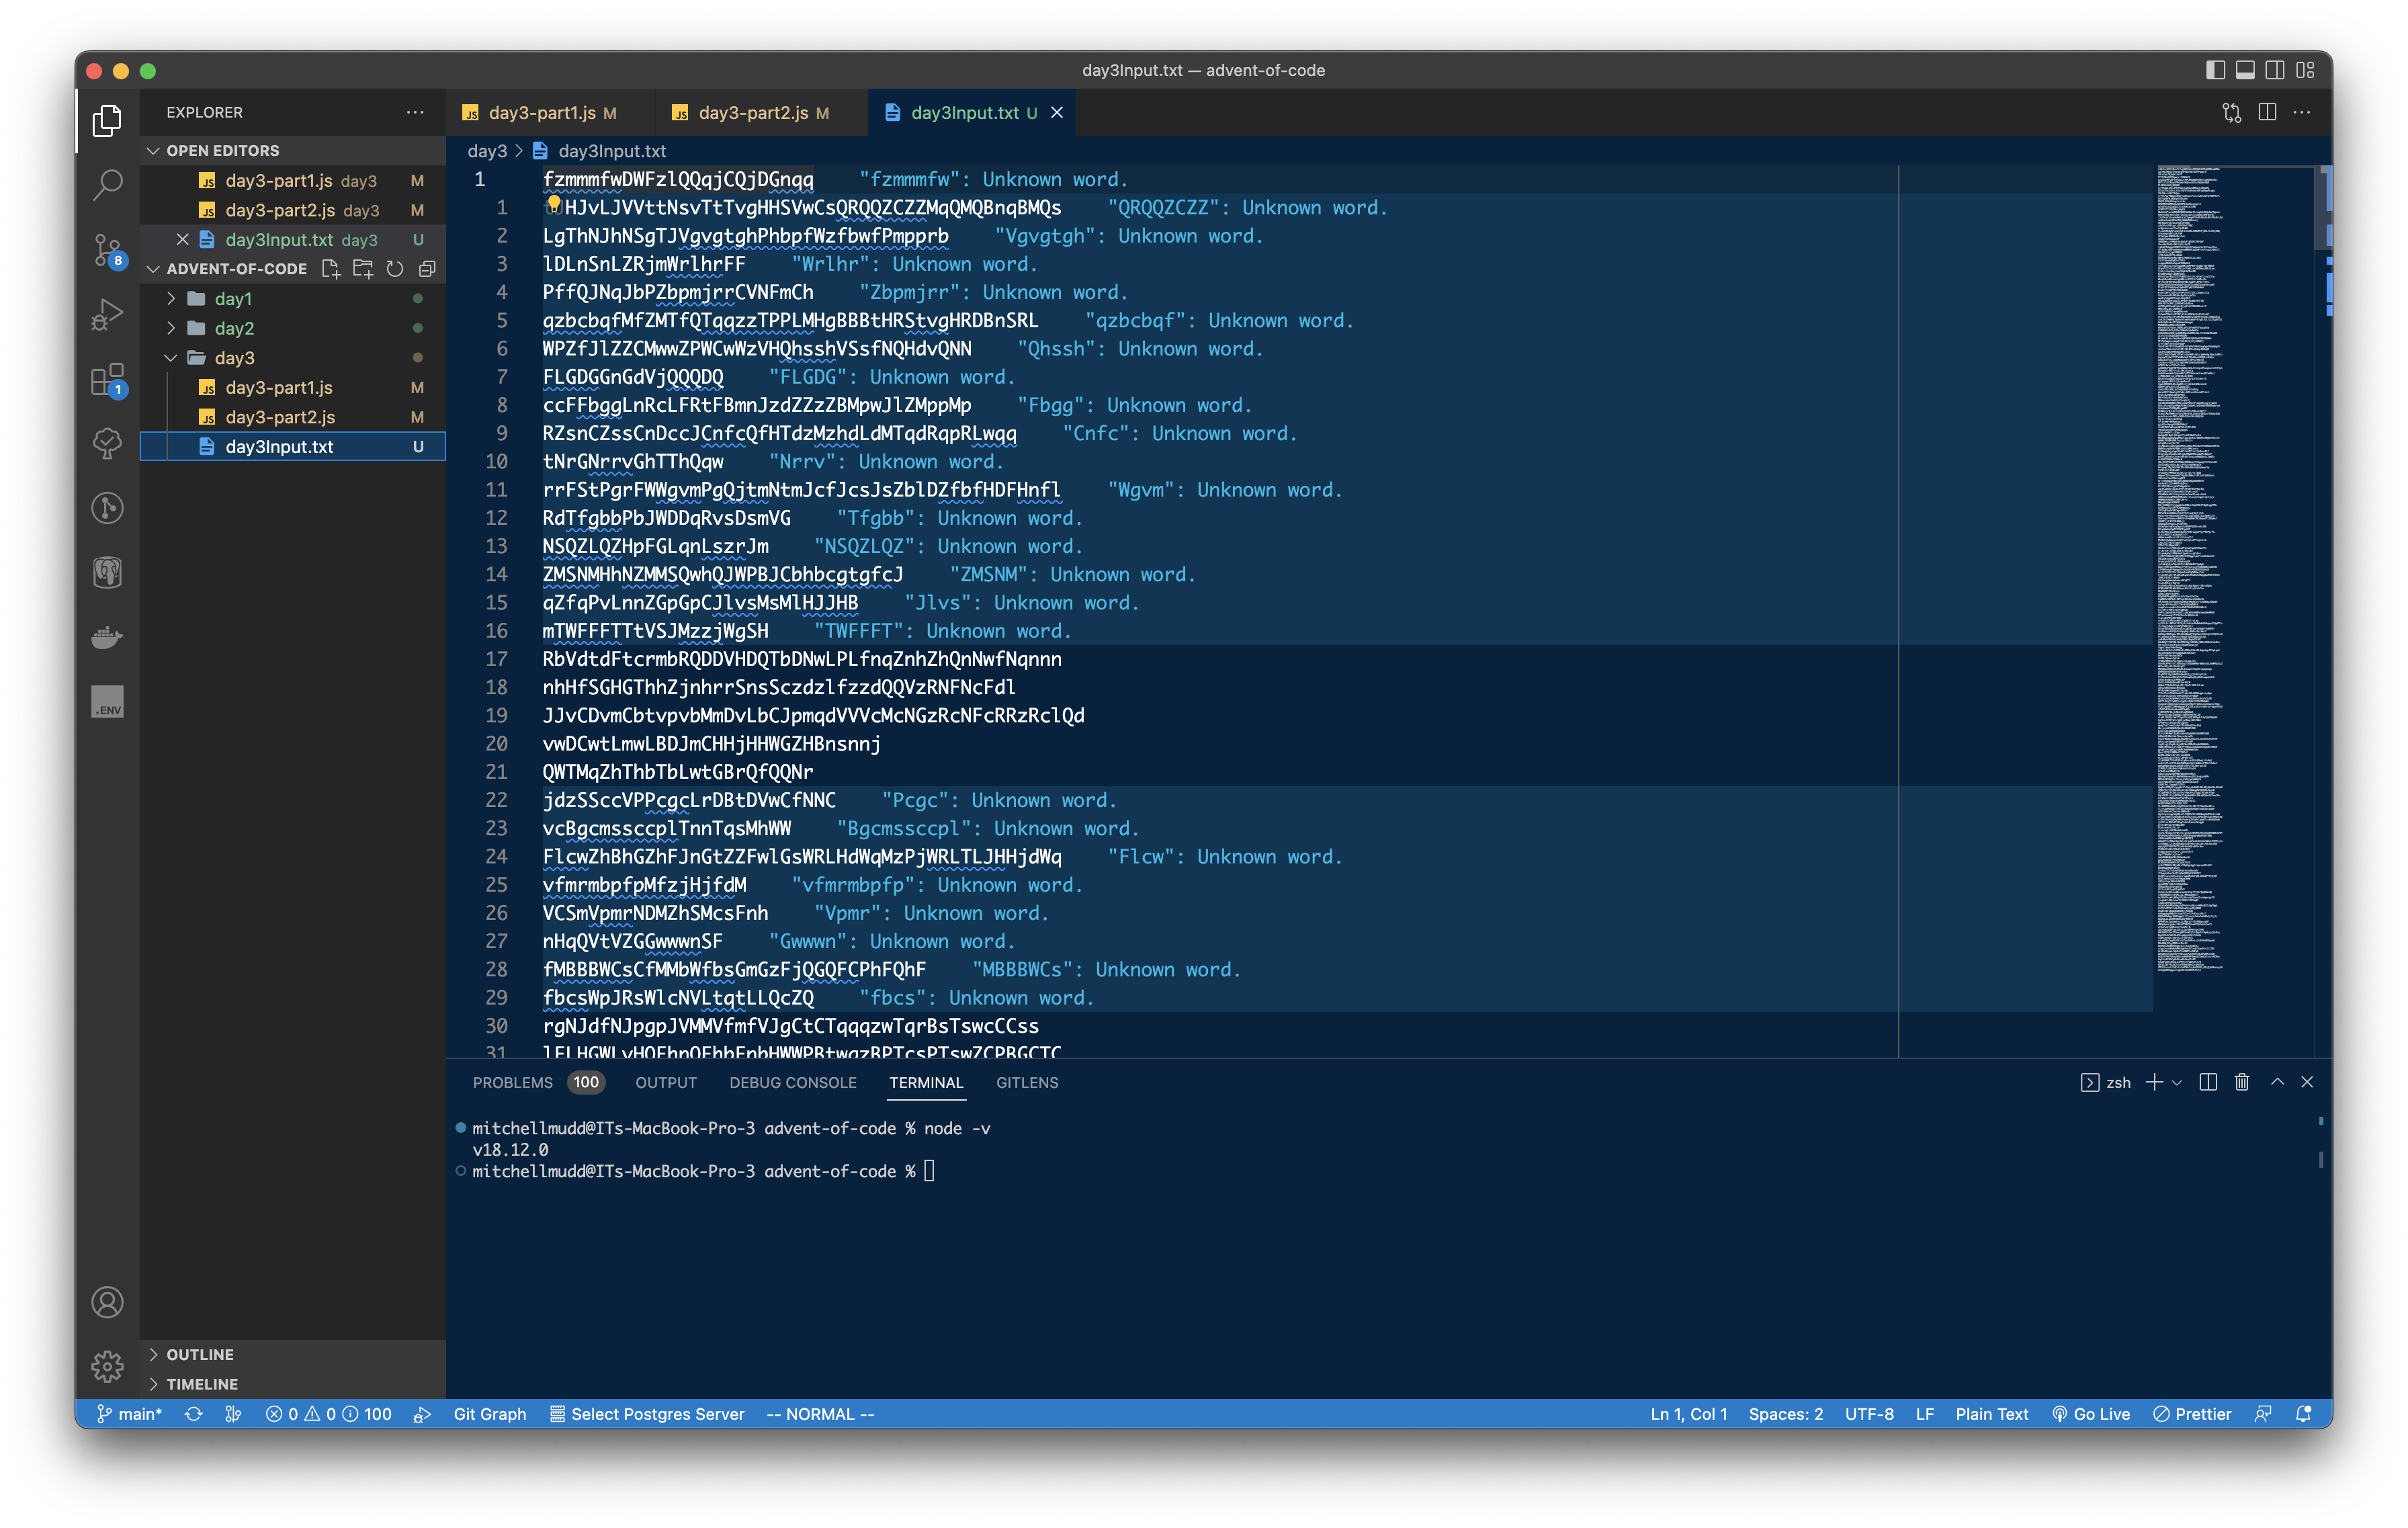 day3Input.txt — advent-of-code
EXPLORER
day3-part1.js M
day3-part2.js M
day3Input.txt U
OPEN EDITORS
day3-part1.js day3 M
day3-part2.js day3 M
day3Input.txt day3 U
ADVENT-OF-CODE
day1
day2
day3
day3-part1.js M
day3-part2.js M
day3Input.txt U
8
1
.ENV
OUTLINE
TIMELINE
day3 > day3Input.txt
1 fzmmmfwDWFzlQQqjCQjDGnqq "fzmmmfw": Unknown word.
1 HJvLJVVttNsvTtTvgHHSVwCsQRQQZCZZMqQMQBnqBMQs "QRQQZCZZ": Unknown word.
2 LgThNJhNSgTJVgvgtghPhbpfWzfbwfPmpprb "Vgvgtgh": Unknown word.
3 lDLnSnLZRjmWrlhrFF "Wrlhr": Unknown word.
4 PffQJNqJbPZbpmjrrCVNFmCh "Zbpmjrr": Unknown word.
5 qzbcbqfMfZMTfQTqqzzTPPLMHgBBBtHRStvgHRDBnSRL "qzbcbqf": Unknown word.
6 WPZfJlZZCMwwZPWCwWzVHQhsshVSsfNQHdvQNN "Qhssh": Unknown word.
7 FLGDGGnGdVjQQQDQ "FLGDG": Unknown word.
8 ccFFbggLnRcLFRtFBmnJzdZZzZBMpwJlZMppMp "Fbgg": Unknown word.
9 RZsnCZssCnDccJCnfcQfHTdzMzhdLdMTqdRqpRLwqq "Cnfc": Unknown word.
10 tNrGNrrvGhTThQqw "Nrrv": Unknown word.
11 rrFStPgrFWWgvmPgQjtmNtmJcfJcsJsZblDZfbfHDFHnfl "Wgvm": Unknown word.
12 RdTfgbbPbJWDDqRvsDsmVG "Tfgbb": Unknown word.
13 NSQZLQZHpFGLqnLszrJm "NSQZLQZ": Unknown word.
14 ZMSNMHhNZMMSQwhQJWPBJCbhbcgtgfcJ "ZMSNM": Unknown word.
15 qZfqPvLnnZGpGpCJlvsMsMlHJJHB "Jlvs": Unknown word.
16 mTWFFFTTtVSJMzzjWgSH "TWFFFT": Unknown word.
17 RbVdtdFtcrmbRQDDVHDQTbDNwLPLfnqZnhZhQnNwfNqnnn
18 nhHfSGHGThhZjnhrrSnsSczdzlfzzdQQVzRNFNcFdl
19 JJvCDvmCbtvpvbMmDvLbCJpmqdVVVcMcNGzRcNFcRRzRclQd
20 vwDCwtLmwLBDJmCHHjHHWGZHBnsnnj
21 QWTMqZhThbTbLwtGBrQfQQNr
22 jdzSSccVPPcgcLrDBtDVwCfNNC "Pcgc": Unknown word.
23 vcBgcmssccplTnnTqsMhWW "Bgcmssccpl": Unknown word.
24 FlcwZhBhGZhFJnGtZZFwlGsWRLHdWqMzPjWRLTLJHHjdWq "Flcw": Unknown word.
25 vfmrmbpfpMfzjHjfdM "vfmrmbpfp": Unknown word.
26 VCSmVpmrNDMZhSMcsFnh "Vpmr": Unknown word.
27 nHqQVtVZGGwwwnSF "Gwwwn": Unknown word.
28 fMBBBWCsCfMMbWfbsGmGzFjQGQFCPhFQhF "MBBBWCs": Unknown word.
29 fbcsWpJRsWlcNVLtqtLLQcZQ "fbcs": Unknown word.
30 rgNJdfNJpgpJVMMVfmfVJgCtCTqqqzwTqrBsTswcCCss
31
PROBLEMS 100 OUTPUT DEBUG CONSOLE TERMINAL GITLENS
zsh
mitchellmudd@ITs-MacBook-Pro-3 advent-of-code % node -v
v18.12.0
mitchellmudd@ITs-MacBook-Pro-3 advent-of-code %
main* 0 0 100 Git Graph Select Postgres Server -- NORMAL -- Ln 1, Col 1 Spaces: 2 UTF-8 LF Plain Text Go Live Prettier